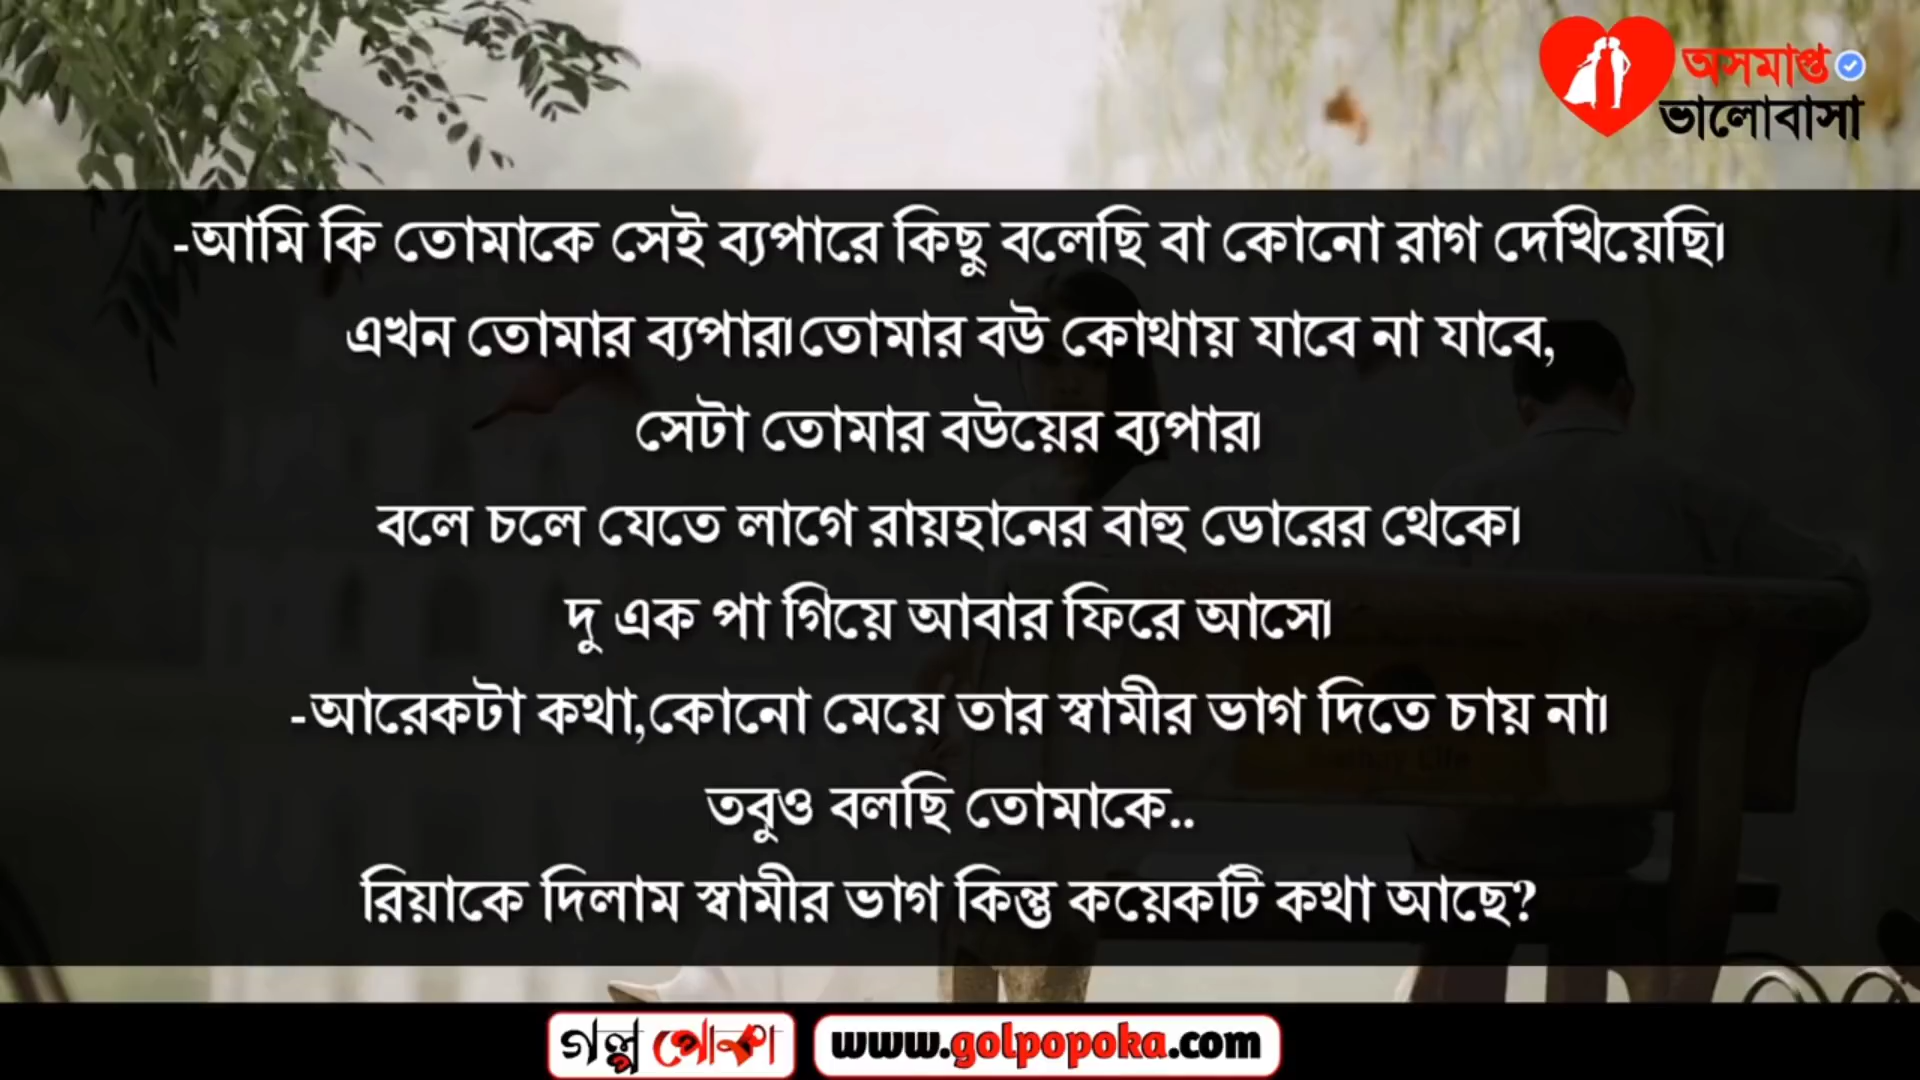 অসমাপ্ত
ভালোবাসা
-আমি কি তোমাকে সেই ব্যপারে কিছু বলেছি বা কোনো রাগ দেখিয়েছি।
এখন তোমার ব্যপার।তোমার বউ কোথায় যাবে না যাবে,
সেটা তোমার বউয়ের ব্যপার।
বলে চলে যেতে লাগে রায়হানের বাহু ডোরের থেকে।
দু এক পা গিয়ে আবার ফিরে আসে।
-আরেকটা কথা,কোনো মেয়ে তার স্বামীর ভাগ দিতে চায় না।
তবুও বলছি তোমাকে..
রিয়াকে দিলাম স্বামীর ভাগ কিন্তু কয়েকটি কথা আছে?
গল্প পোকা
www.golpopoka.com